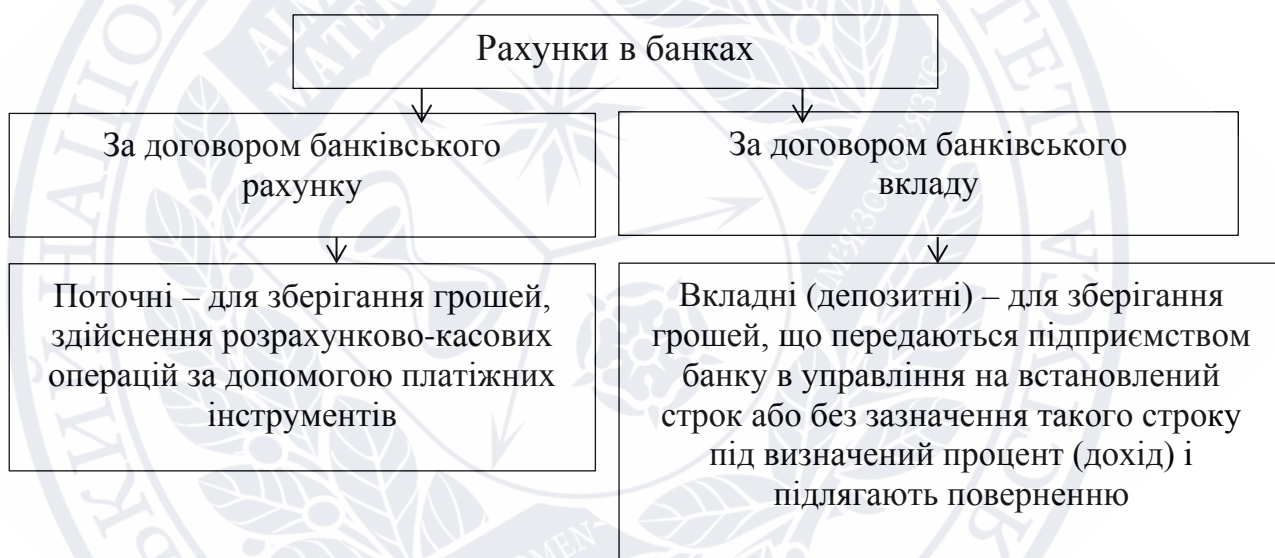 Рахунки в банках
За договором банківського
рахунку
За договором банківського
вкладу
Поточні – для зберігання грошей,
здійснення розрахунково-касових
операцій за допомогою платіжних
інструментів
Вкладні (депозитні) – для зберігання
грошей, що передаються підприємством
банку в управління на встановлений
строк або без зазначення такого строку
під визначений процент (дохід) і
підлягають поверненню